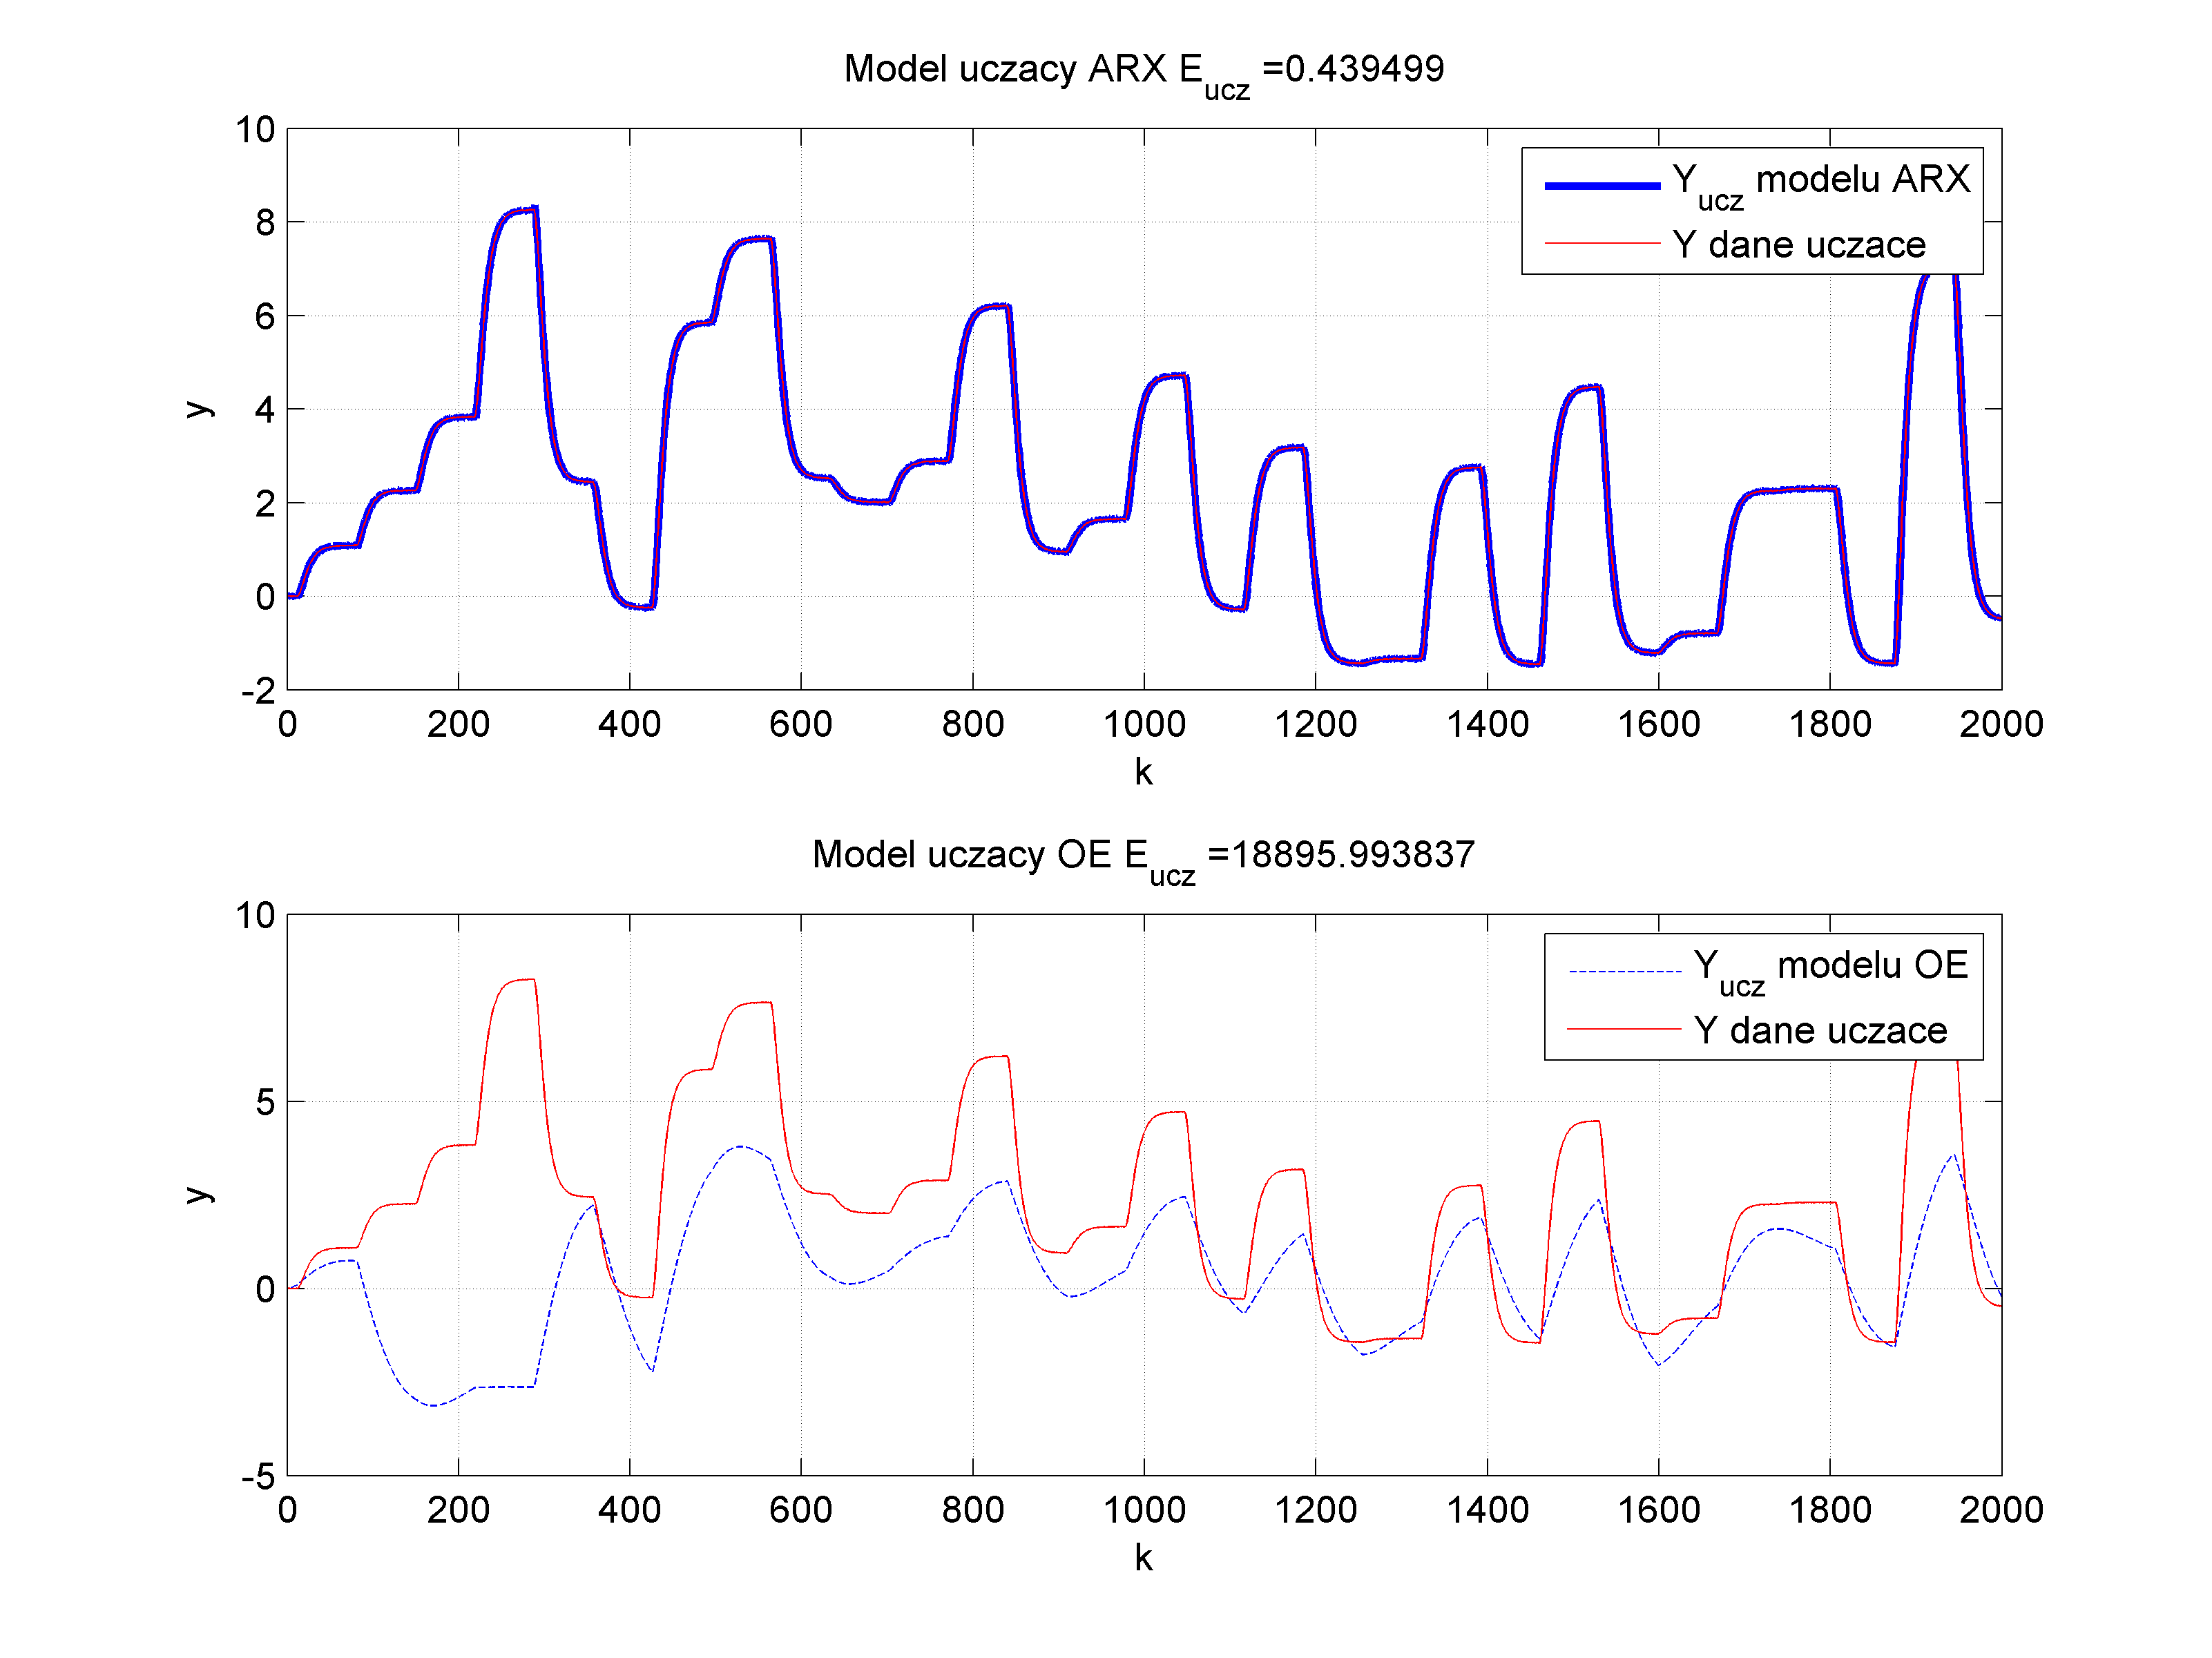 Model uczacy ARX E_ucz =0.439499
10
8
6
4
2
0
-2
y
Y_ucz modelu ARX
Y dane uczace
0 200 400 600 800 1000 1200 1400 1600 1800 2000
k
Model uczacy OE E_ucz =18895.993837
10
5
0
-5
y
Y_ucz modelu OE
Y dane uczace
0 200 400 600 800 1000 1200 1400 1600 1800 2000
k